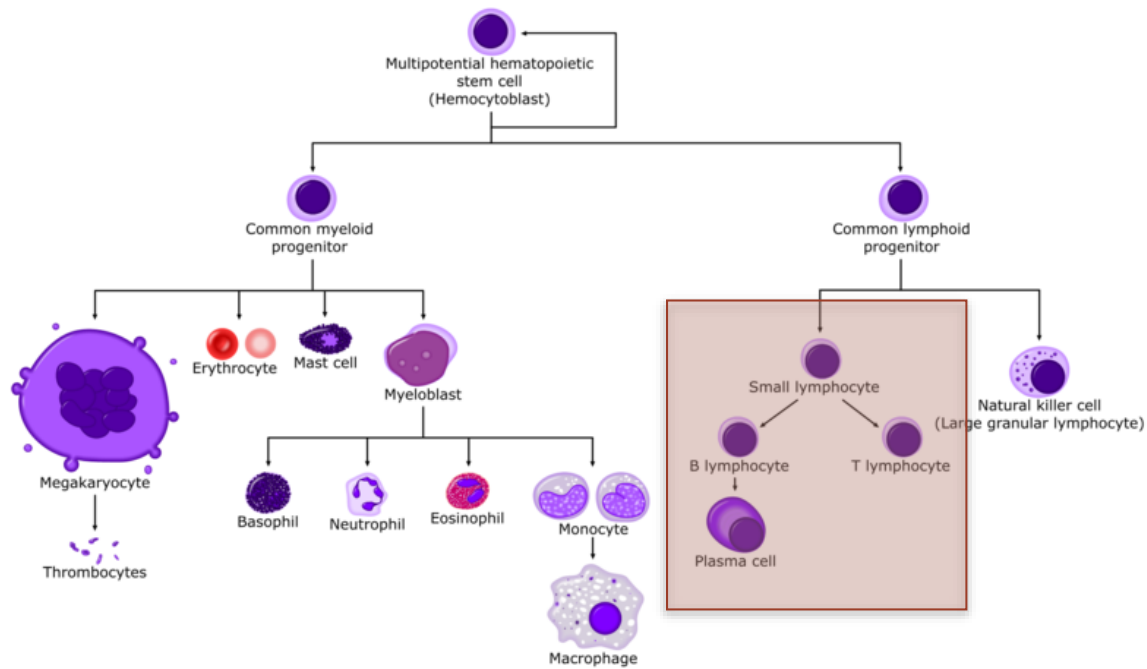 Multipotential hematopoietic
stem cell
(Hemocytoblast)
Common myeloid
progenitor
Common lymphoid
progenitor
Megakaryocyte
Thrombocytes
Erythrocyte
Mast cell
Myeloblast
Basophil
Neutrophil
Eosinophil
Monocyte
Macrophage
Small lymphocyte
B lymphocyte
T lymphocyte
Plasma cell
Natural killer cell
(Large granular lymphocyte)